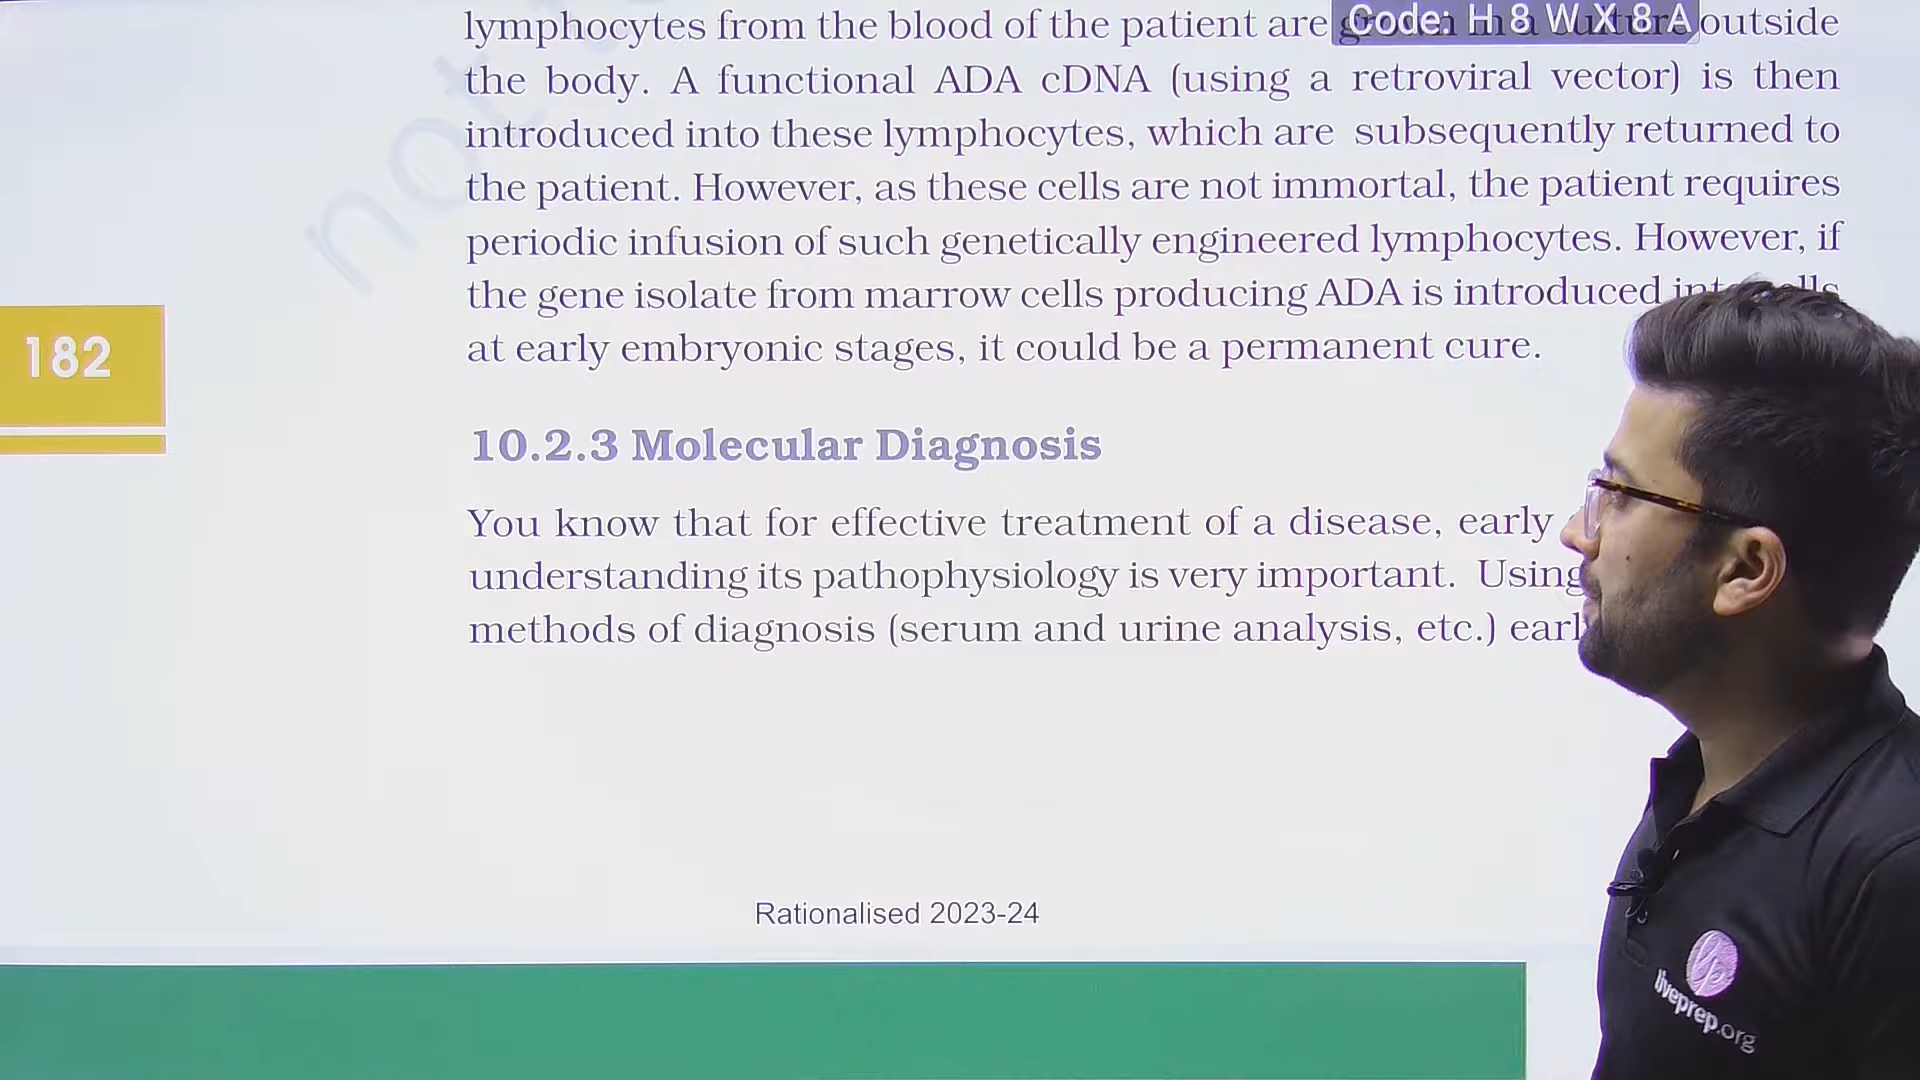 lymphocytes from the blood of the patient are
Code: H 8 W X 8 A
outside
the body. A functional ADA cDNA (using a retroviral vector) is then
introduced into these lymphocytes, which are subsequently returned to
the patient. However, as these cells are not immortal, the patient requires
periodic infusion of such genetically engineered lymphocytes. However, if
the gene isolate from marrow cells producing ADA is introduced
at early embryonic stages, it could be a permanent cure.
not
182
10.2.3 Molecular Diagnosis
You know that for effective treatment of a disease, early
understanding its pathophysiology is very important. Using
methods of diagnosis (serum and urine analysis, etc.)
Rationalised 2023-24
liveprep.org